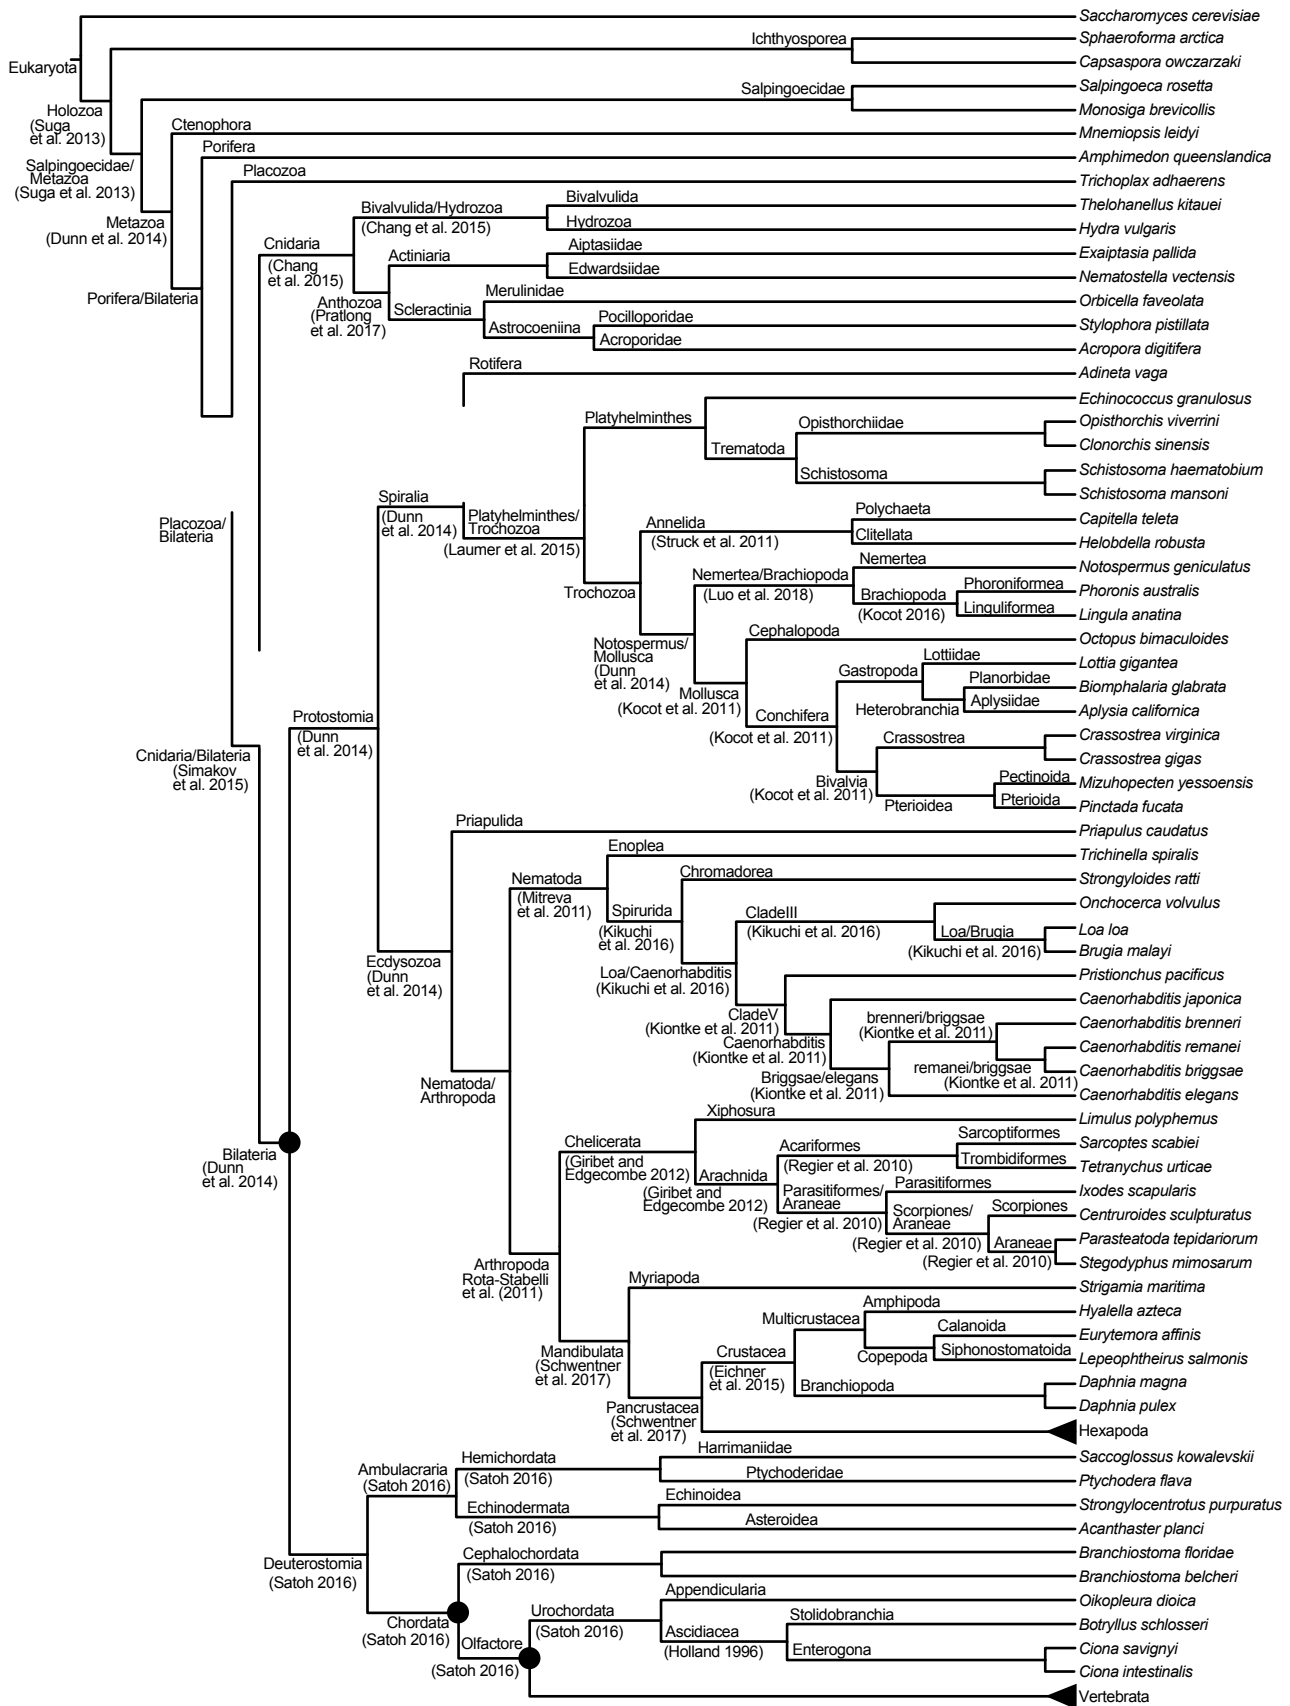 Saccharomyces cerevisiae
Ichthyosporea
Sphaeroforma arctica
Eukaryota
Capsaspora owczarzaki
Salpingoecidae
Salpingoeca rosetta
Holozoa
(Suga
et al. 2013)
Monosiga brevicollis
Ctenophora
Mnemiopsis leidyi
Porifera
Amphimedon queenslandica
Salpingoecidae/
Metazoa
(Suga et al. 2013)
Placozoa
Trichoplax adhaerens
Metazoa
(Dunn et al. 2014)
Bivalvulida/Hydrozoa
(Chang et al. 2015)
Bivalvulida
Thelohanellus kitauei
Hydrozoa
Hydra vulgaris
Cnidaria
(Chang
et al. 2015)
Actiniaria
Aiptasiidae
Exaiptasia pallida
Edwardsiidae
Nematostella vectensis
Porifera/Bilateria
Anthozoa
(Pratlong
et al. 2017)
Scleractinia
Merulinidae
Orbicella faveolata
Astrocoeniina
Pocilloporidae
Stylophora pistillata
Acroporidae
Acropora digitifera
Rotifera
Adineta vaga
Platyhelminthes
Echinococcus granulosus
Trematoda
Opisthorchiidae
Opisthorchis viverrini
Clonorchis sinensis
Schistosoma
Schistosoma haematobium
Schistosoma mansoni
Placozoa/
Bilateria
Spiralia
(Dunn
et al. 2014)
Platyhelminthes/
Trochozoa
(Laumer et al. 2015)
Annelida
(Struck et al. 2011)
Polychaeta
Capitella teleta
Clitellata
Helobdella robusta
Trochozoa
Nemertea/Brachiopoda
(Luo et al. 2018)
Nemertea
Notospermus geniculatus
Brachiopoda
(Kocot 2016)
Phoroniformea
Phoronis australis
Linguliformea
Lingula anatina
Notospermus/
Mollusca
(Dunn
et al. 2014)
Cephalopoda
Octopus bimaculoides
Mollusca
(Kocot et al. 2011)
Gastropoda
Lottiidae
Lottia gigantea
Planorbidae
Biomphalaria glabrata
Heterobranchia
Aplysiidae
Aplysia californica
Protostomia
(Dunn
et al. 2014)
Conchifera
(Kocot et al. 2011)
Crassostrea
Crassostrea virginica
Crassostrea gigas
Cnidaria/Bilateria
(Simakov
et al. 2015)
Bivalvia
(Kocot et al. 2011)
Pterioidea
Pectinoida
Mizuhopecten yessoensis
Pterioida
Pinctada fucata
Priapulida
Priapulus caudatus
Enoplea
Trichinella spiralis
Nematoda
(Mitreva
et al. 2011)
Chromadorea
Strongyloides ratti
Spirurida
(Kikuchi
et al. 2016)
CladeIII
(Kikuchi et al. 2016)
Onchocerca volvulus
Loa/Brugia
(Kikuchi et al. 2016)
Loa loa
Brugia malayi
Ecdysozoa
(Dunn
et al. 2014)
Loa/Caenorhabditis
(Kikuchi et al. 2016)
Pristionchus pacificus
CladeV
(Kiontke et al. 2011)
Caenorhabditis japonica
Caenorhabditis
(Kiontke et al. 2011)
brenneri/briggsae
(Kiontke et al. 2011)
Caenorhabditis brenneri
Caenorhabditis remanei
remanei/briggsae
(Kiontke et al. 2011)
Caenorhabditis briggsae
Briggsae/elegans
(Kiontke et al. 2011)
Caenorhabditis elegans
Nematoda/
Arthropoda
Xiphosura
Limulus polyphemus
Chelicerata
(Giribet and
Edgecombe 2012)
Acariformes
(Regier et al. 2010)
Sarcoptiformes
Sarcoptes scabiei
Trombidiformes
Tetranychus urticae
Bilateria
(Dunn
et al. 2014)
Arachnida
(Giribet and
Edgecombe 2012)
Parasitiformes/
Araneae
(Regier et al. 2010)
Parasitiformes
Ixodes scapularis
Scorpiones/
Araneae
(Regier et al. 2010)
Scorpiones
Centruroides sculpturatus
Araneae
(Regier et al. 2010)
Parasteatoda tepidariorum
Stegodyphus mimosarum
Arthropoda
Rota-Stabelli
et al. (2011)
Myriapoda
Strigamia maritima
Multicrustacea
Amphipoda
Hyalella azteca
Copepoda
Calanoida
Eurytemora affinis
Siphonostomatoida
Lepeophtheirus salmonis
Mandibulata
(Schwentner
et al. 2017)
Crustacea
(Eichner
et al. 2015)
Branchiopoda
Daphnia magna
Daphnia pulex
Pancrustacea
(Schwentner
et al. 2017)
Hexapoda
Ambulacraria
(Satoh 2016)
Hemichordata
(Satoh 2016)
Harrimaniidae
Saccoglossus kowalevskii
Ptychoderidae
Ptychodera flava
Echinodermata
(Satoh 2016)
Echinoidea
Strongylocentrotus purpuratus
Asteroidea
Acanthaster planci
Deuterostomia
(Satoh 2016)
Cephalochordata
(Satoh 2016)
Branchiostoma floridae
Branchiostoma belcheri
Chordata
(Satoh 2016)
Urochordata
(Satoh 2016)
Appendicularia
Oikopleura dioica
Ascidiacea
(Holland 1996)
Stolidobranchia
Botryllus schlosseri
Olfactore
(Satoh 2016)
Enterogona
Ciona savignyi
Ciona intestinalis
Vertebrata